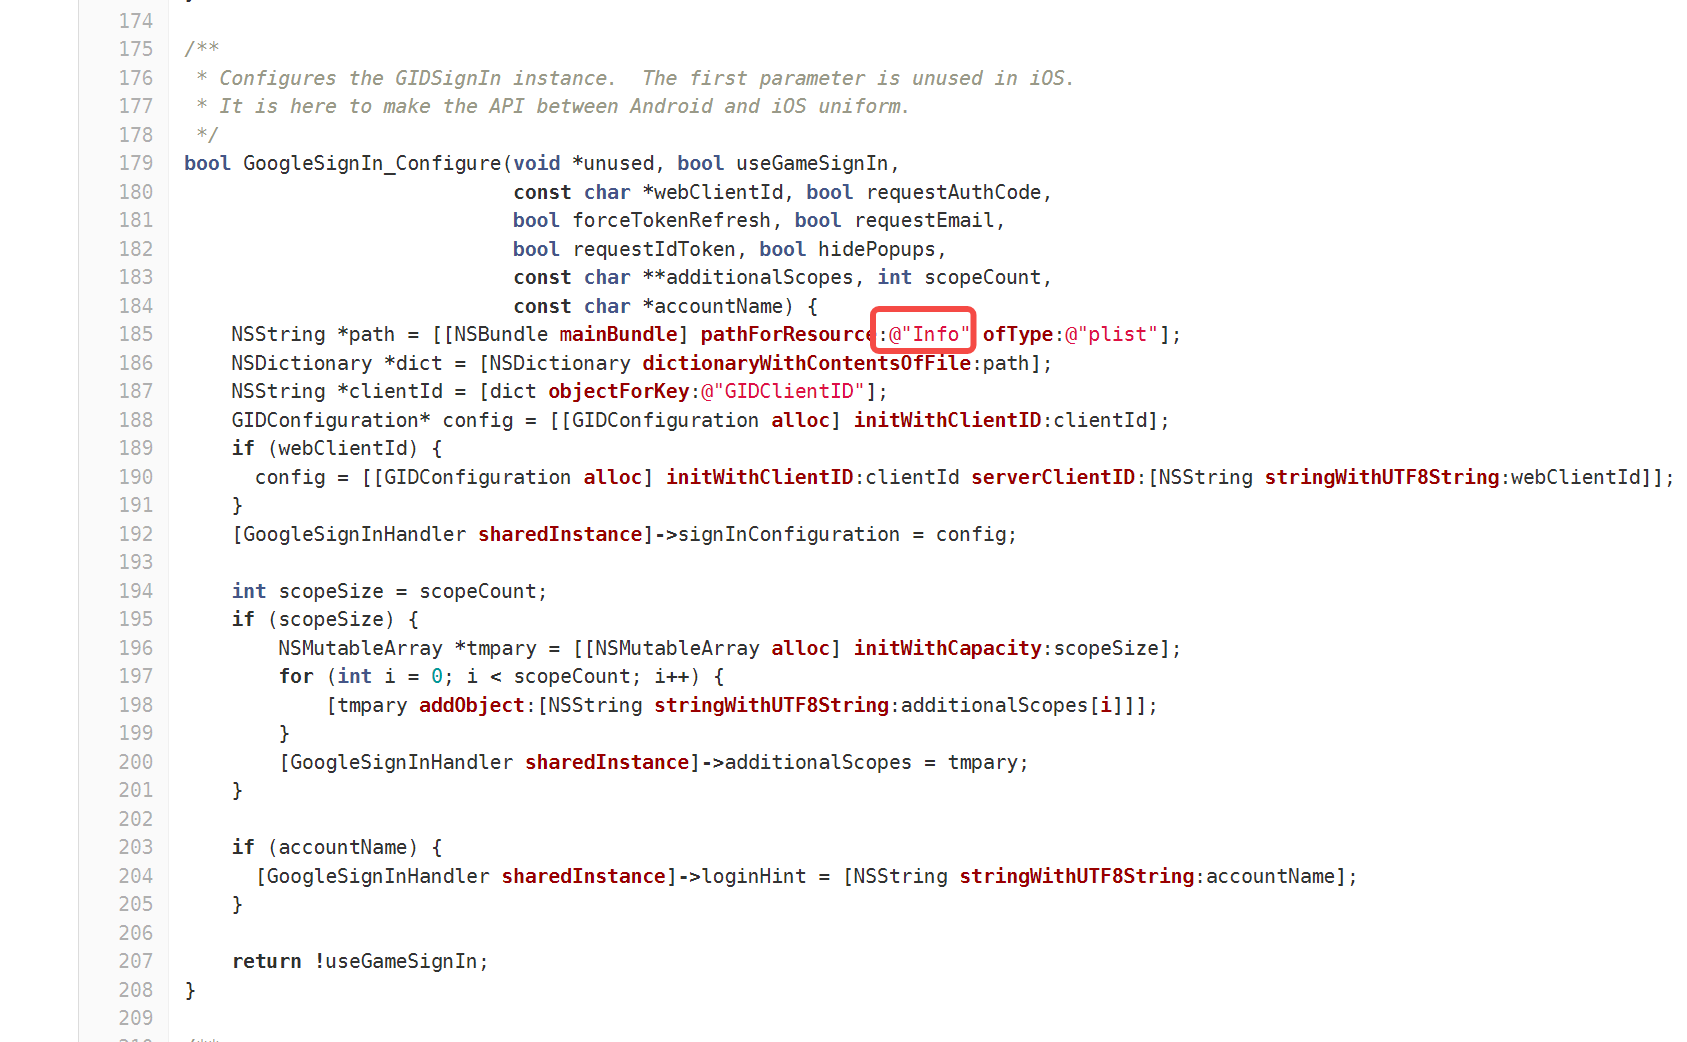 174
175 /**
176  * Configures the GIDSignIn instance.  The first parameter is unused in iOS.
177  * It is here to make the API between Android and iOS uniform.
178  */
179 bool GoogleSignIn_Configure(void *unused, bool useGameSignIn,
180                             const char *webClientId, bool requestAuthCode,
181                             bool forceTokenRefresh, bool requestEmail,
182                             bool requestIdToken, bool hidePopups,
183                             const char **additionalScopes, int scopeCount,
184                             const char *accountName) {
185     NSString *path = [[NSBundle mainBundle] pathForResource:@"Info" ofType:@"plist"];
186     NSDictionary *dict = [NSDictionary dictionaryWithContentsOfFile:path];
187     NSString *clientId = [dict objectForKey:@"GIDClientID"];
188     GIDConfiguration* config = [[GIDConfiguration alloc] initWithClientID:clientId];
189     if (webClientId) {
190       config = [[GIDConfiguration alloc] initWithClientID:clientId serverClientID:[NSString stringWithUTF8String:webClientId]];
191     }
192     [GoogleSignInHandler sharedInstance]->signInConfiguration = config;
193
194     int scopeSize = scopeCount;
195     if (scopeSize) {
196         NSMutableArray *tmpary = [[NSMutableArray alloc] initWithCapacity:scopeSize];
197         for (int i = 0; i < scopeCount; i++) {
198             [tmpary addObject:[NSString stringWithUTF8String:additionalScopes[i]]];
199         }
200         [GoogleSignInHandler sharedInstance]->additionalScopes = tmpary;
201     }
202
203     if (accountName) {
204       [GoogleSignInHandler sharedInstance]->loginHint = [NSString stringWithUTF8String:accountName];
205     }
206
207     return !useGameSignIn;
208 }
209